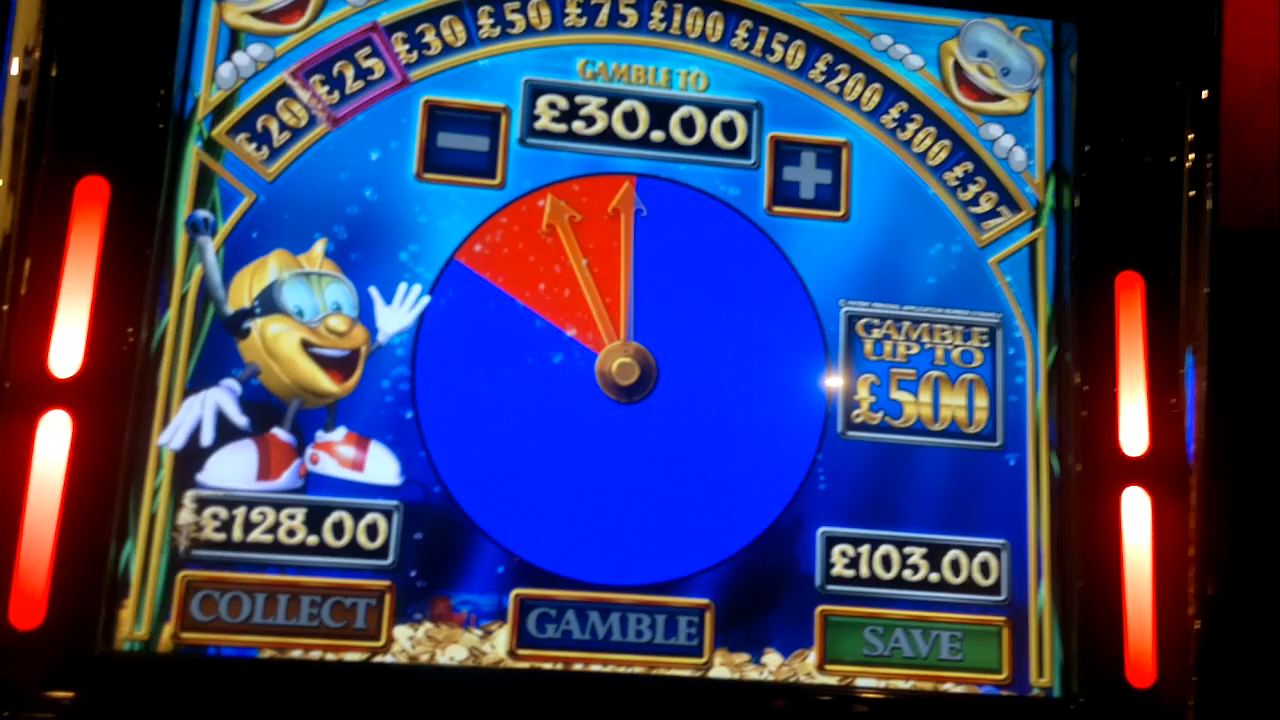 £20 £25 £30 £50 £75 £100 £150 £200 £300 £397
GAMBLE TO
£30.00
GAMBLE
UP TO
£500
£128.00
£103.00
COLLECT
GAMBLE
SAVE